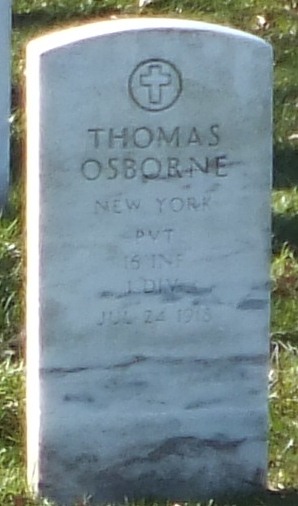 THOMAS
OSBORNE
NEW YORK
PVT
16 INF
1 DIV
JUL 24 1918